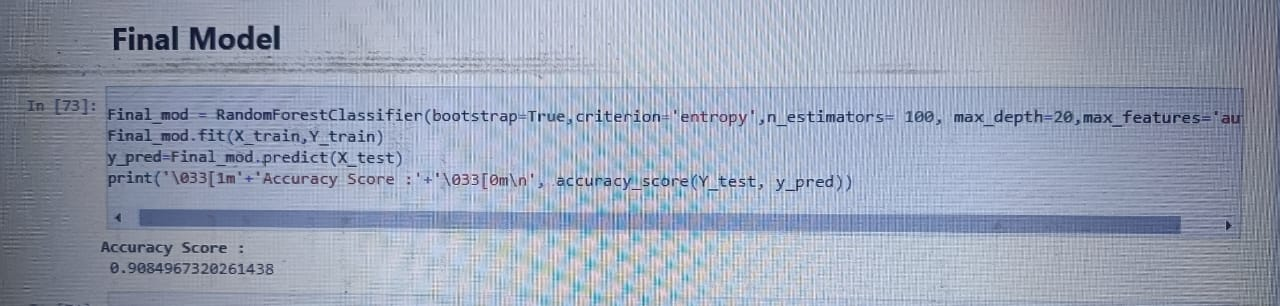 Final Model
In [73]:
Final_mod = RandomForestClassifier(bootstrap=True,criterion='entropy',n_estimators= 100, max_depth=20,max_features='au
Final_mod.fit(X_train,Y_train)
y_pred=Final_mod.predict(X_test)
print('\033[1m'+'Accuracy Score :'+'\033[0m\n', accuracy_score(Y_test, y_pred))
Accuracy Score :
0.9084967320261438